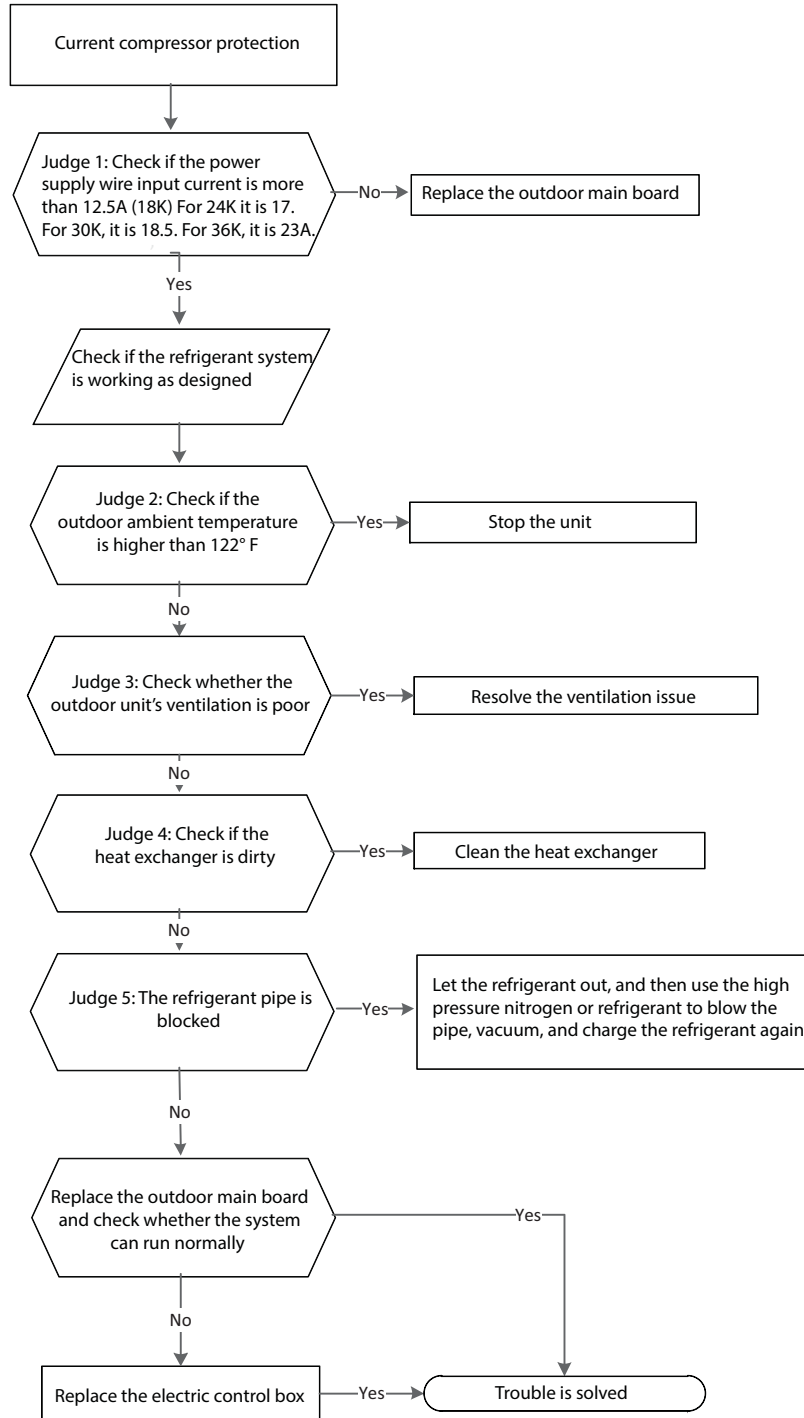 Current compressor protection
Judge 1: Check if the power
supply wire input current is more
than 12.5A (18K) For 24K it is 17.
For 30K, it is 18.5. For 36K, it is 23A.
No
Replace the outdoor main board
Yes
Check if the refrigerant system
is working as designed
Judge 2: Check if the
outdoor ambient temperature
is higher than 122° F
Yes
Stop the unit
No
Judge 3: Check whether the
outdoor unit's ventilation is poor
Yes
Resolve the ventilation issue
No
Judge 4: Check if the
heat exchanger is dirty
Yes
Clean the heat exchanger
No
Judge 5: The refrigerant pipe is
blocked
Yes
Let the refrigerant out, and then use the high
pressure nitrogen or refrigerant to blow the
pipe, vacuum, and charge the refrigerant again
No
Replace the outdoor main board
and check whether the system
can run normally
Yes
No
Replace the electric control box
Yes
Trouble is solved